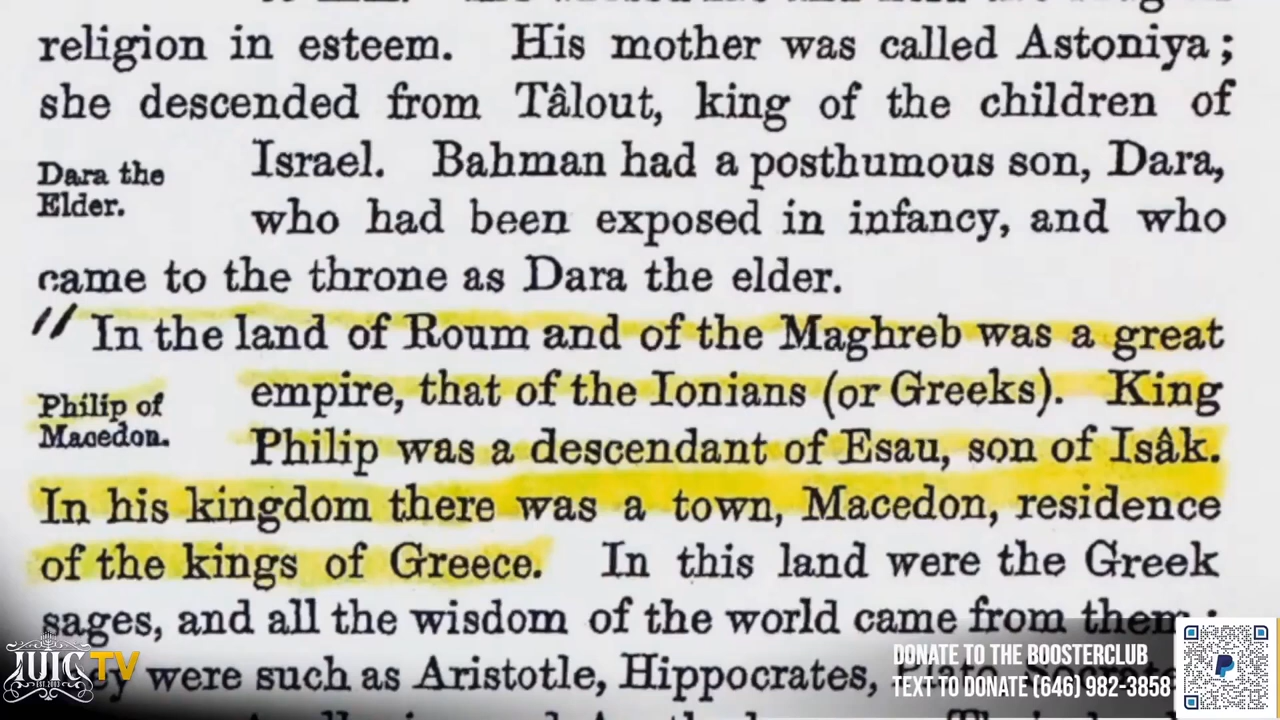 religion in esteem. His mother was called Astoniya ;
she descended from Tâlout, king of the children of
Dara the
Elder.
Israel. Bahman had a posthumous son, Dara,
who had been exposed in infancy, and who
came to the throne as Dara the elder.
" In the land of Roum and of the Maghreb was a great
Philip of
Macedon.
empire, that of the Ionians (or Greeks). King
Philip was a descendant of Esau, son of Isâk.
In his kingdom there was a town, Macedon, residence
of the kings of Greece. In this land were the Greek
sages, and all the wisdom of the world came from them ;
were such as Aristotle, Hippocrates,
IUIC TV
DONATE TO THE BOOSTERCLUB
TEXT TO DONATE (646) 982-3858